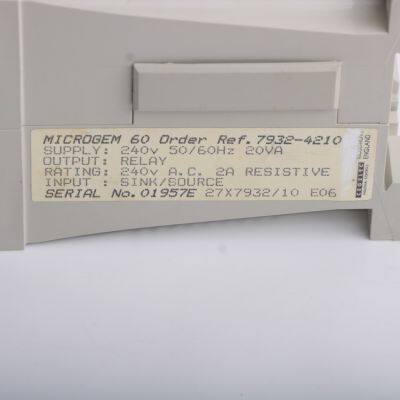 MICROGEM 60 Order Ref. 7932-4210
SUPPLY: 240v 50/60Hz 20VA
OUTPUT: RELAY
RATING: 240v A.C. 2A RESISTIVE
INPUT : SINK/SOURCE
SERIAL No. 01957E 27X7932/10 E06
ENGLAND